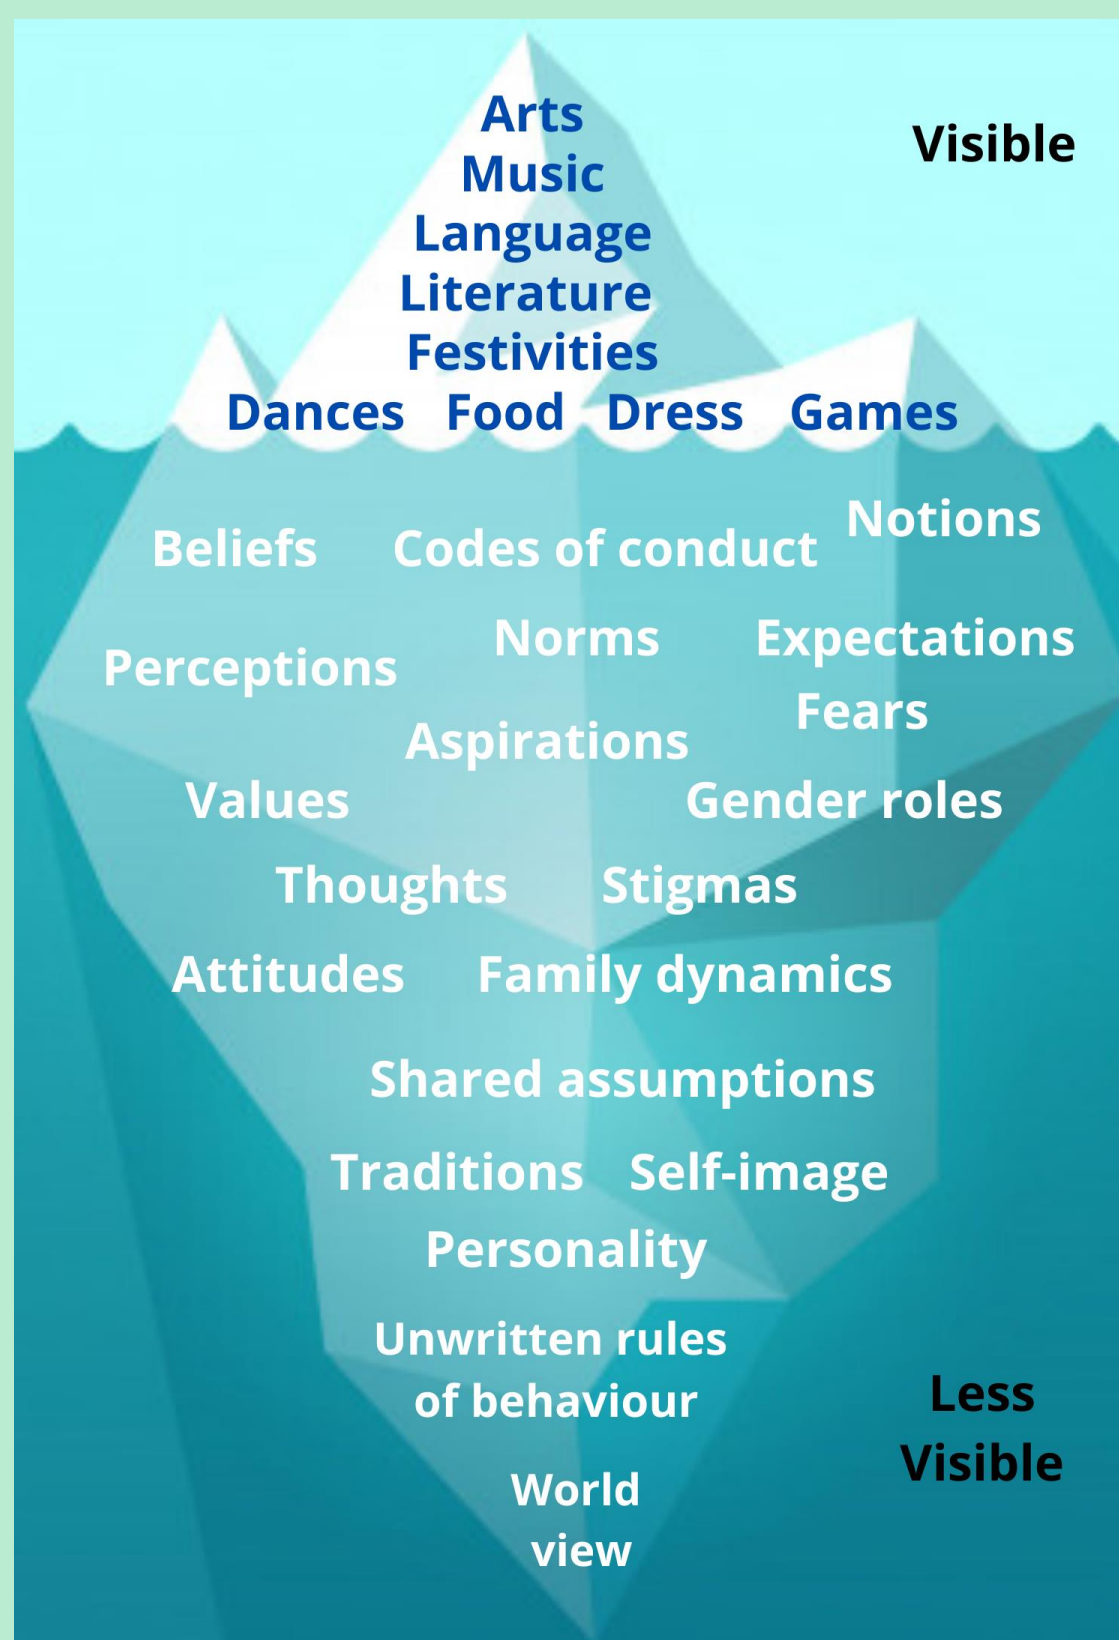 Arts
Visible
Music
Language
Literature
Festivities
Dances Food Dress Games
Notions
Beliefs Codes of conduct
Norms Expectations
Perceptions
Fears
Aspirations
Values Gender roles
Thoughts Stigmas
Attitudes Family dynamics
Shared assumptions
Traditions Self-image
Personality
Unwritten rules
of behaviour
Less
Visible
World
view